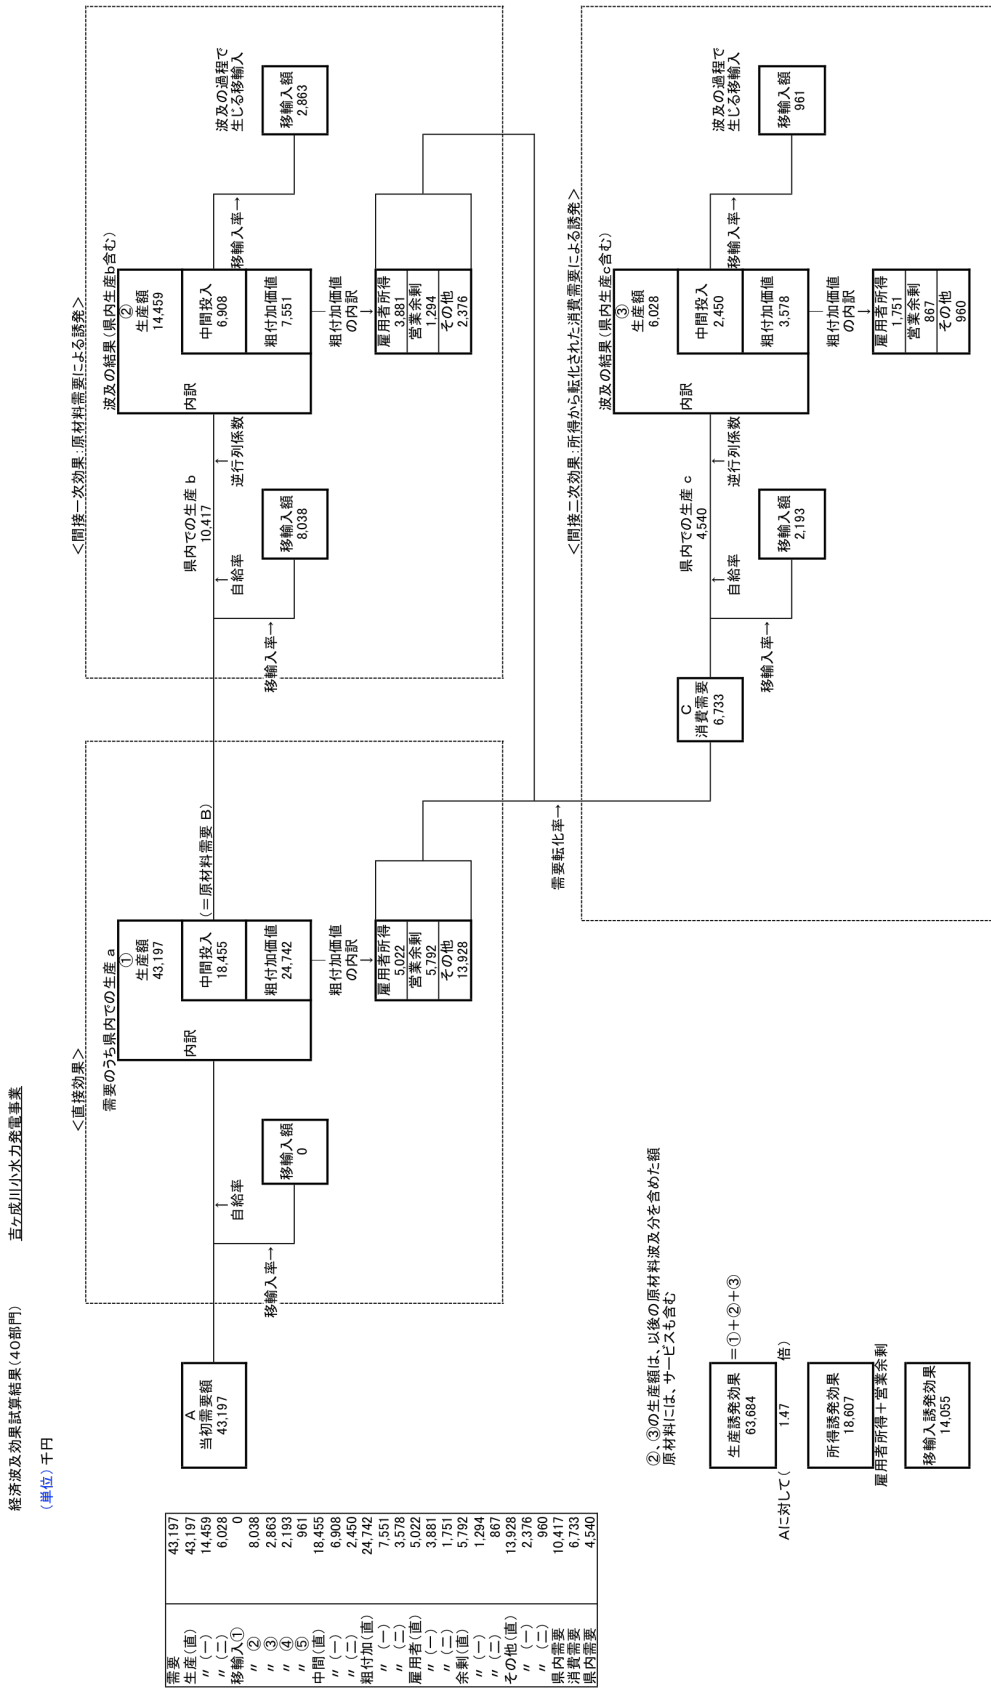 経済波及効果試算結果(40部門)　吉ケ成川小水力発電事業
(単位)千円
需要 43,197
生産(直) 43,197
〃 (一) 14,459
〃 (二) 6,028
移輸入① 0
〃 ② 8,038
〃 ③ 2,863
〃 ④ 2,193
〃 ⑤ 961
中間(直) 18,455
〃 (一) 6,908
〃 (二) 2,450
粗付加(直) 24,742
〃 (一) 7,551
〃 (二) 3,578
雇用者(直) 5,022
〃 (一) 3,881
〃 (二) 1,751
余剰(直) 5,792
〃 (一) 1,294
〃 (二) 867
その他(直) 13,928
〃 (一) 2,376
〃 (二) 960
県内需要 10,417
消費需要 6,733
県内需要 4,540
A
当初需要額
43,197
移輸入率→
<直接効果>
↑
自給率
移輸入額
0
需要のうち県内での生産 a
①
生産額
43,197
内訳
中間投入
18,455
粗付加価値
24,742
(=原材料需要 B)
粗付加価値
の内訳
→
雇用者所得
5,022
営業余剰
5,792
その他
13,928
需要転化率→
<間接一次効果:原材料需要による誘発>
移輸入率→
↑
自給率
移輸入額
8,038
県内での生産 b
10,417
↑
逆行列係数
波及の結果(県内生産b含む)
②
生産額
14,459
内訳
中間投入
6,908
粗付加価値
7,551
移輸入率→
波及の過程で
生じる移輸入
移輸入額
2,863
粗付加価値
の内訳
→
雇用者所得
3,881
営業余剰
1,294
その他
2,376
<間接二次効果:所得から転化された消費需要による誘発>
C
消費需要
6,733
移輸入率→
↑
自給率
移輸入額
2,193
県内での生産 c
4,540
↑
逆行列係数
波及の結果(県内生産c含む)
③
生産額
6,028
内訳
中間投入
2,450
粗付加価値
3,578
移輸入率→
波及の過程で
生じる移輸入
移輸入額
961
粗付加価値
の内訳
→
雇用者所得
1,751
営業余剰
867
その他
960
②、③の生産額は、以後の原材料波及分を含めた額
原材料には、サービスも含む
生産誘発効果 =①+②+③
63,684
Aに対して( 1.47 倍)
所得誘発効果
18,607
雇用者所得+営業余剰
移輸入誘発効果
14,055